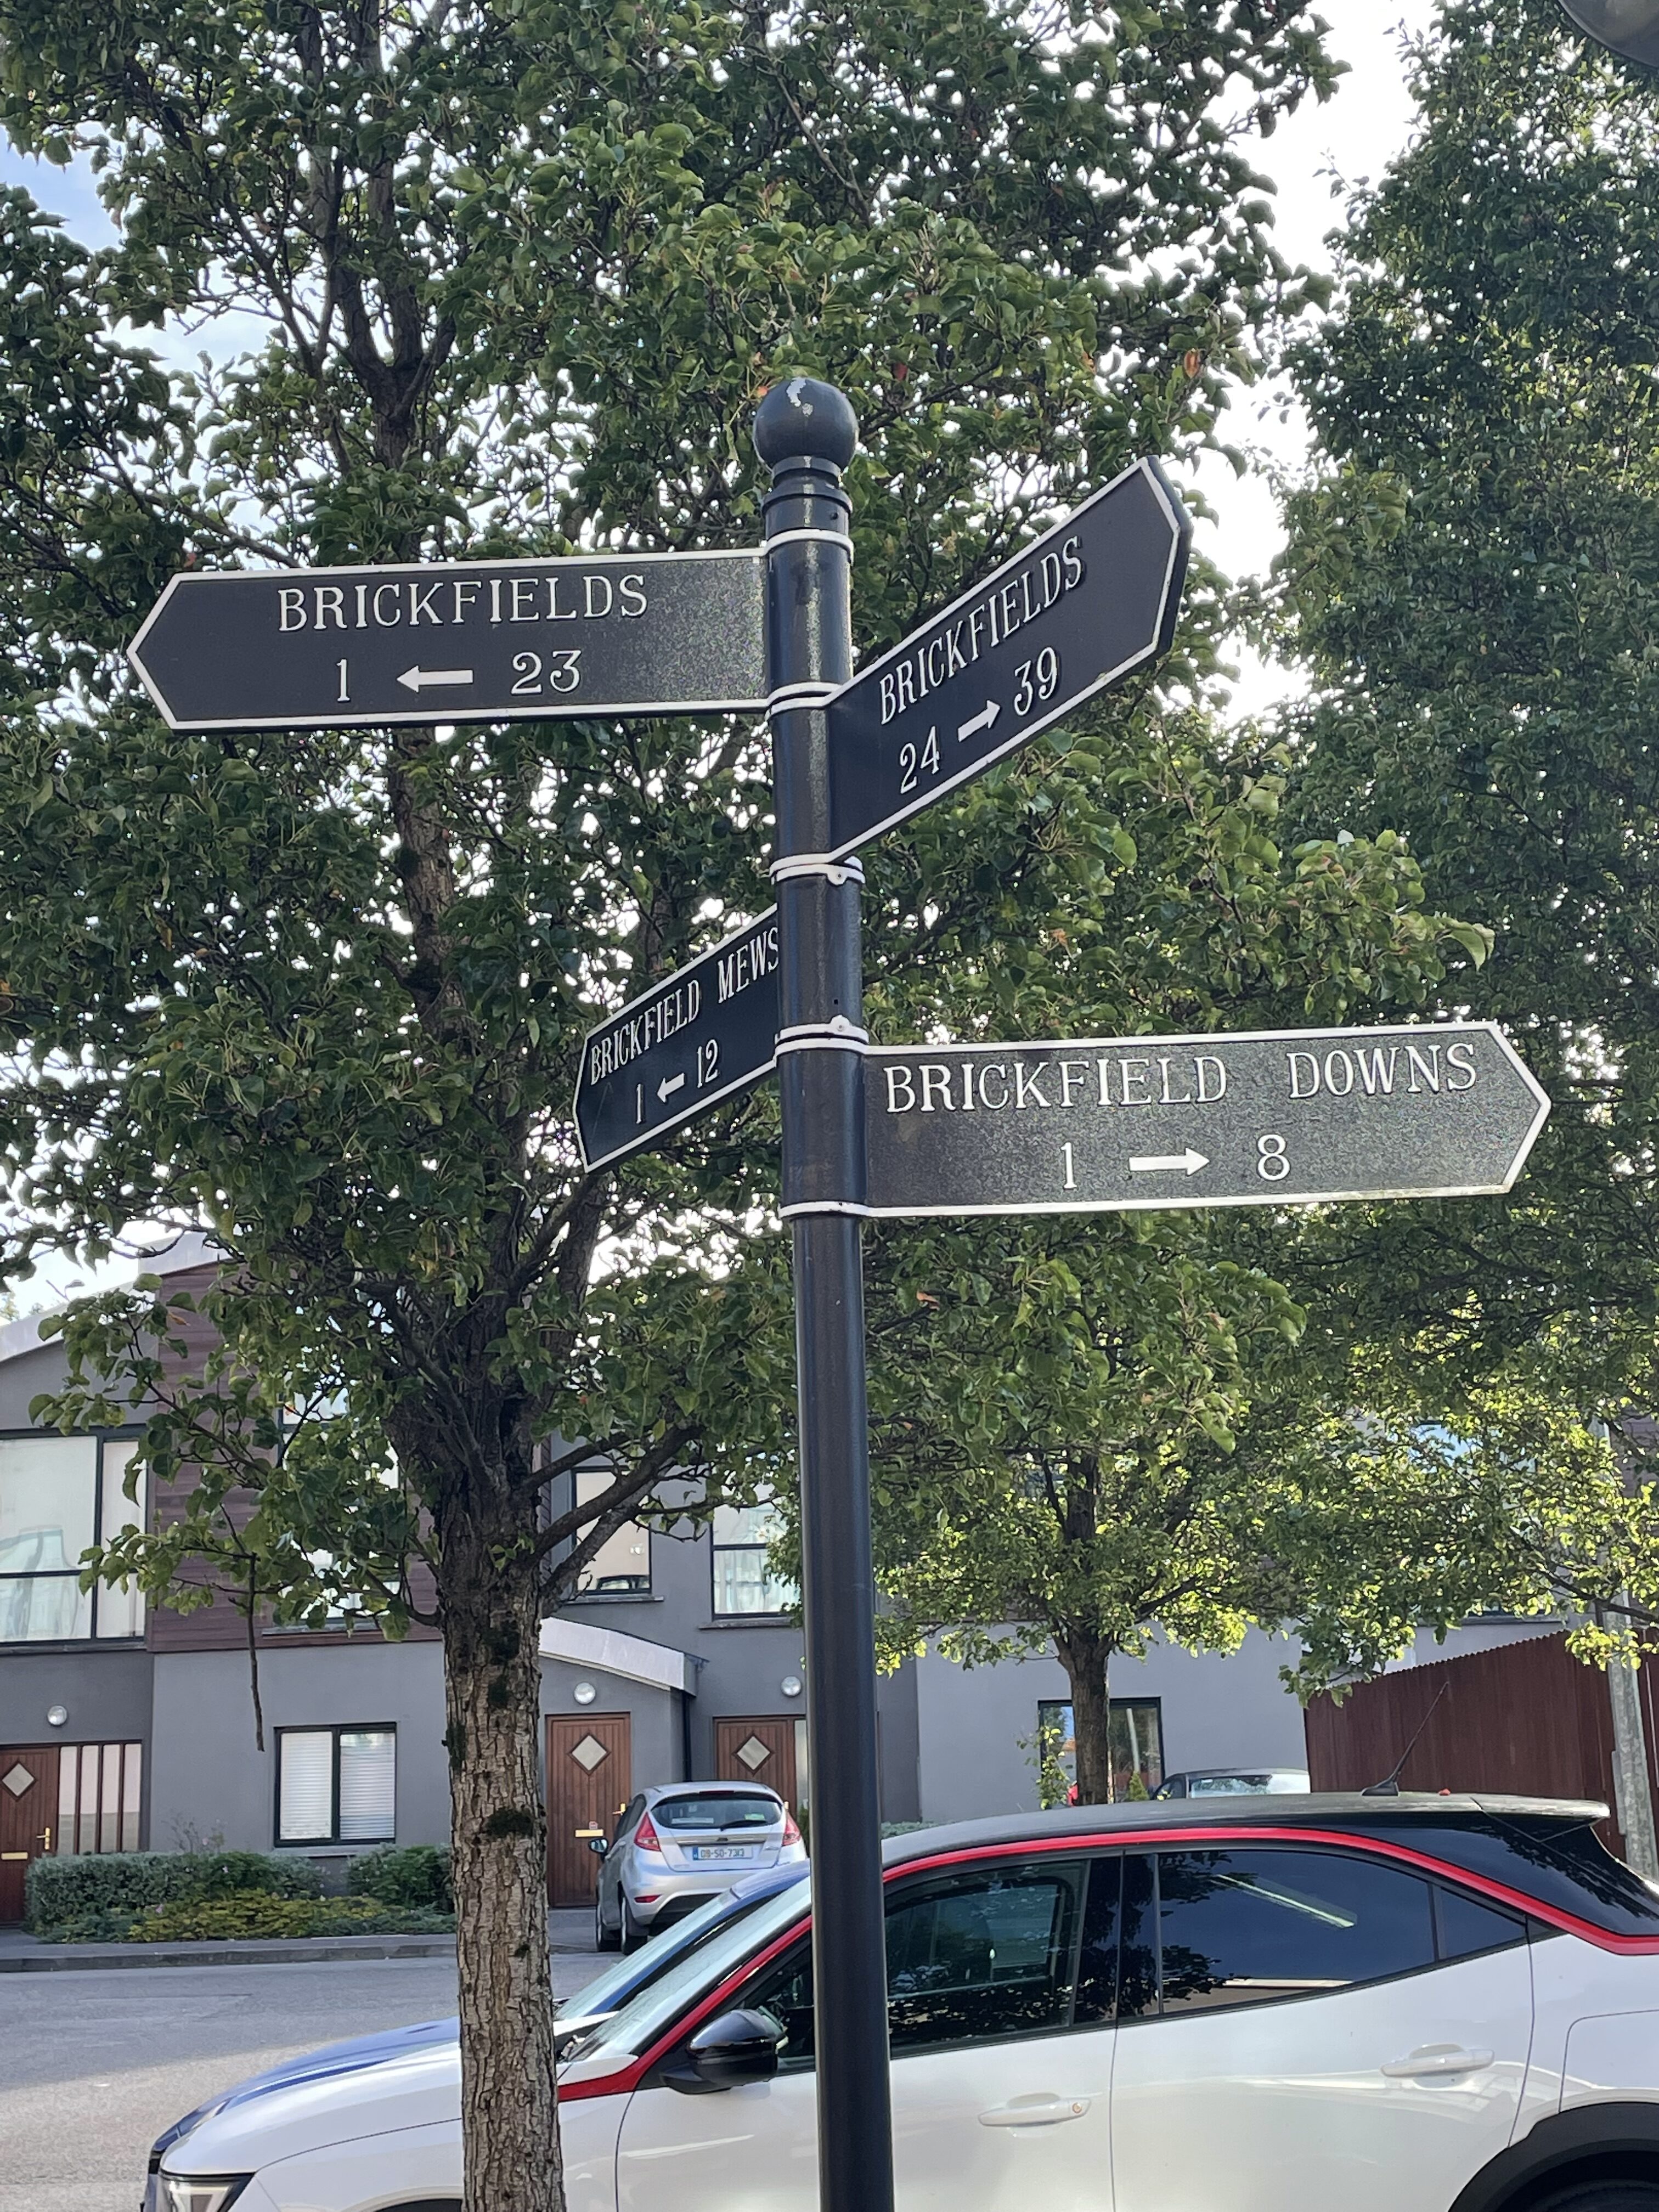 BRICKFIELDS
1 ← 23
BRICKFIELDS
24 → 39
BRICKFIELD MEWS
1 ← 12
BRICKFIELD DOWNS
1 → 8